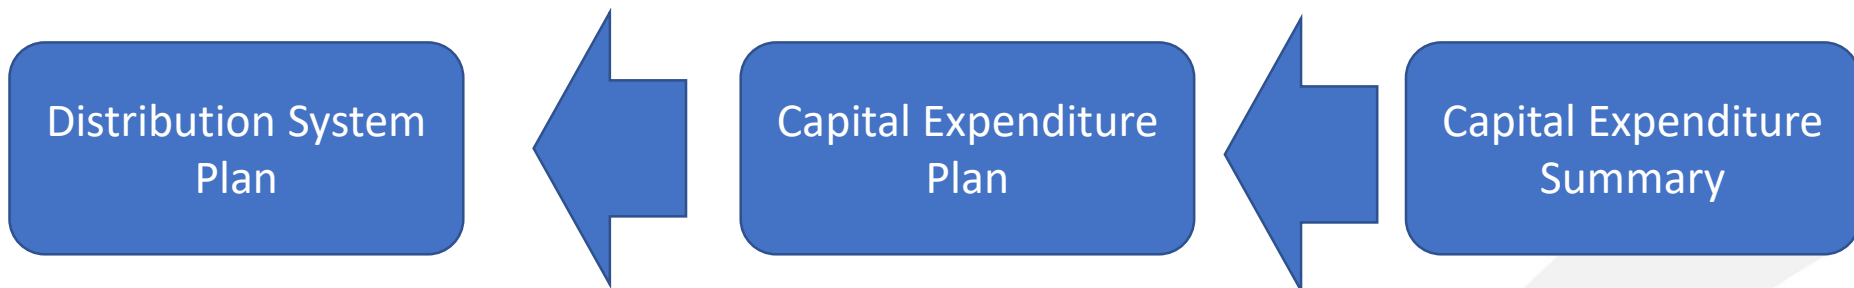 Distribution System
Plan
Capital Expenditure
Plan
Capital Expenditure
Summary